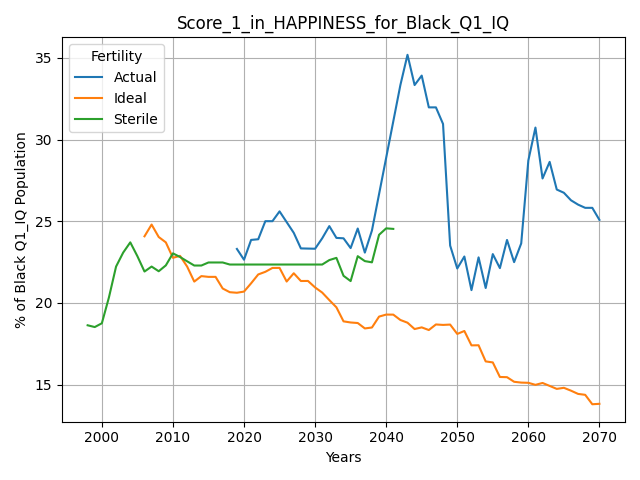 Score_1_in_HAPPINESS_for_Black_Q1_IQ
Fertility
Actual
Ideal
Sterile
% of Black Q1_IQ Population
35
30
25
20
15
2000 2010 2020 2030 2040 2050 2060 2070
Years